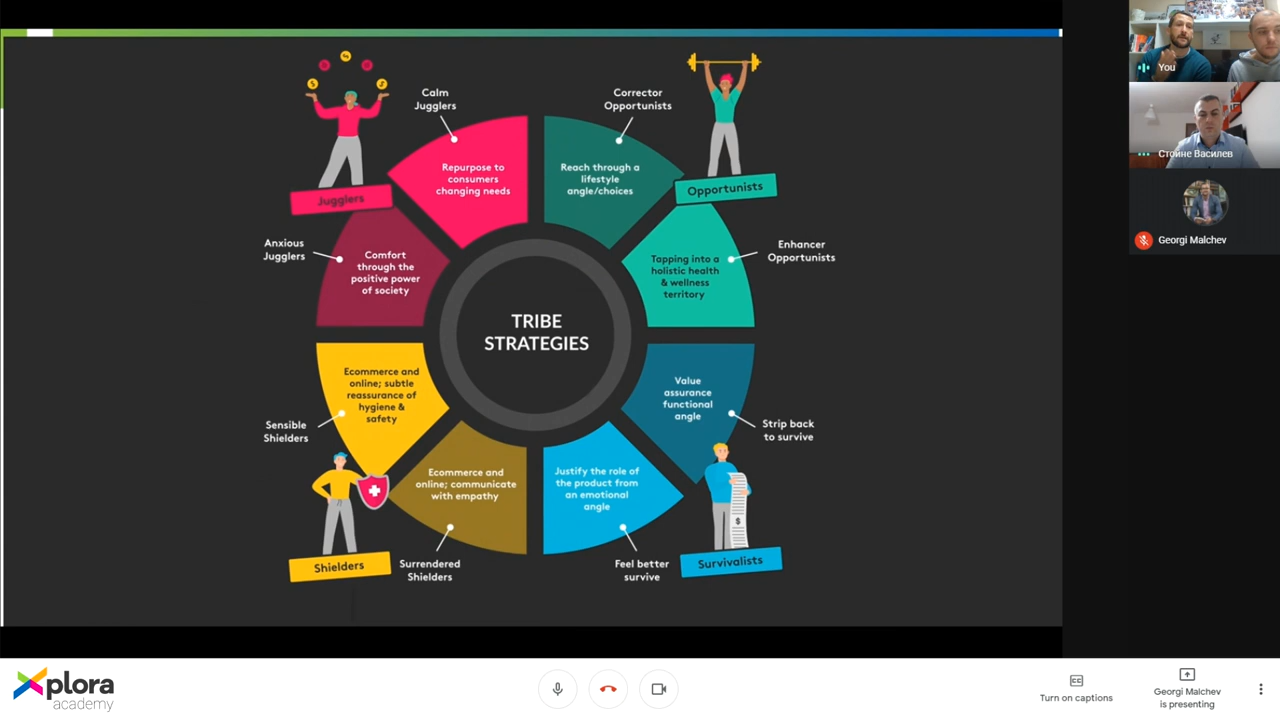 Calm
Jugglers
Corrector
Opportunists
Repurpose to
consumers
changing needs
Reach through a
lifestyle
angle/choices
Jugglers
Opportunists
Anxious
Jugglers
Comfort
through the
positive power
of society
Tapping into a
holistic health
& wellness
territory
Enhancer
Opportunists
TRIBE
STRATEGIES
Ecommerce and
online; subtle
reassurance of
hygiene &
safety
Value
assurance
functional
angle
Sensible
Shielders
Strip back
to survive
Ecommerce and
online; communicate
with empathy
Justify the role of
the product from
an emotional
angle
$
Shielders
Surrendered
Shielders
Feel better
survive
Survivalists
You
Стойне Василев
Georgi Malchev
Xplora
academy
Turn on captions
Georgi Malchev
is presenting